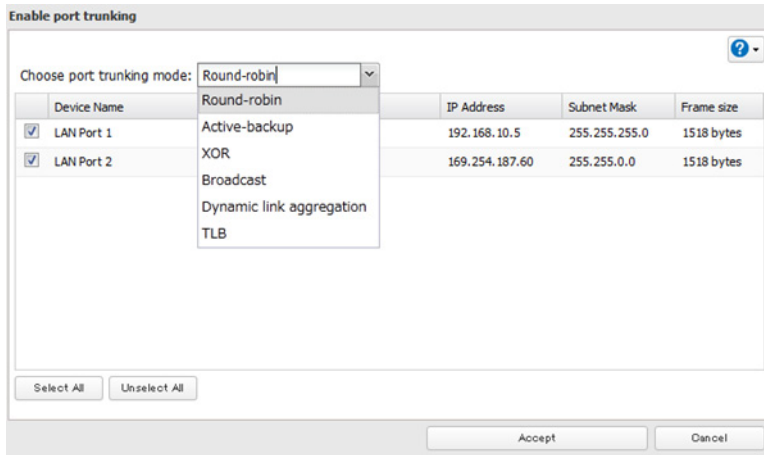 Enable port trunking
?
Choose port trunking mode: Round-robin
Device Name IP Address Subnet Mask Frame size
Round-robin
LAN Port 1 192.168.10.5 255.255.255.0 1518 bytes
Active-backup
XOR
LAN Port 2 169.254.187.60 255.255.0.0 1518 bytes
Broadcast
Dynamic link aggregation
TLB
Select All Unselect All
Accept Cancel